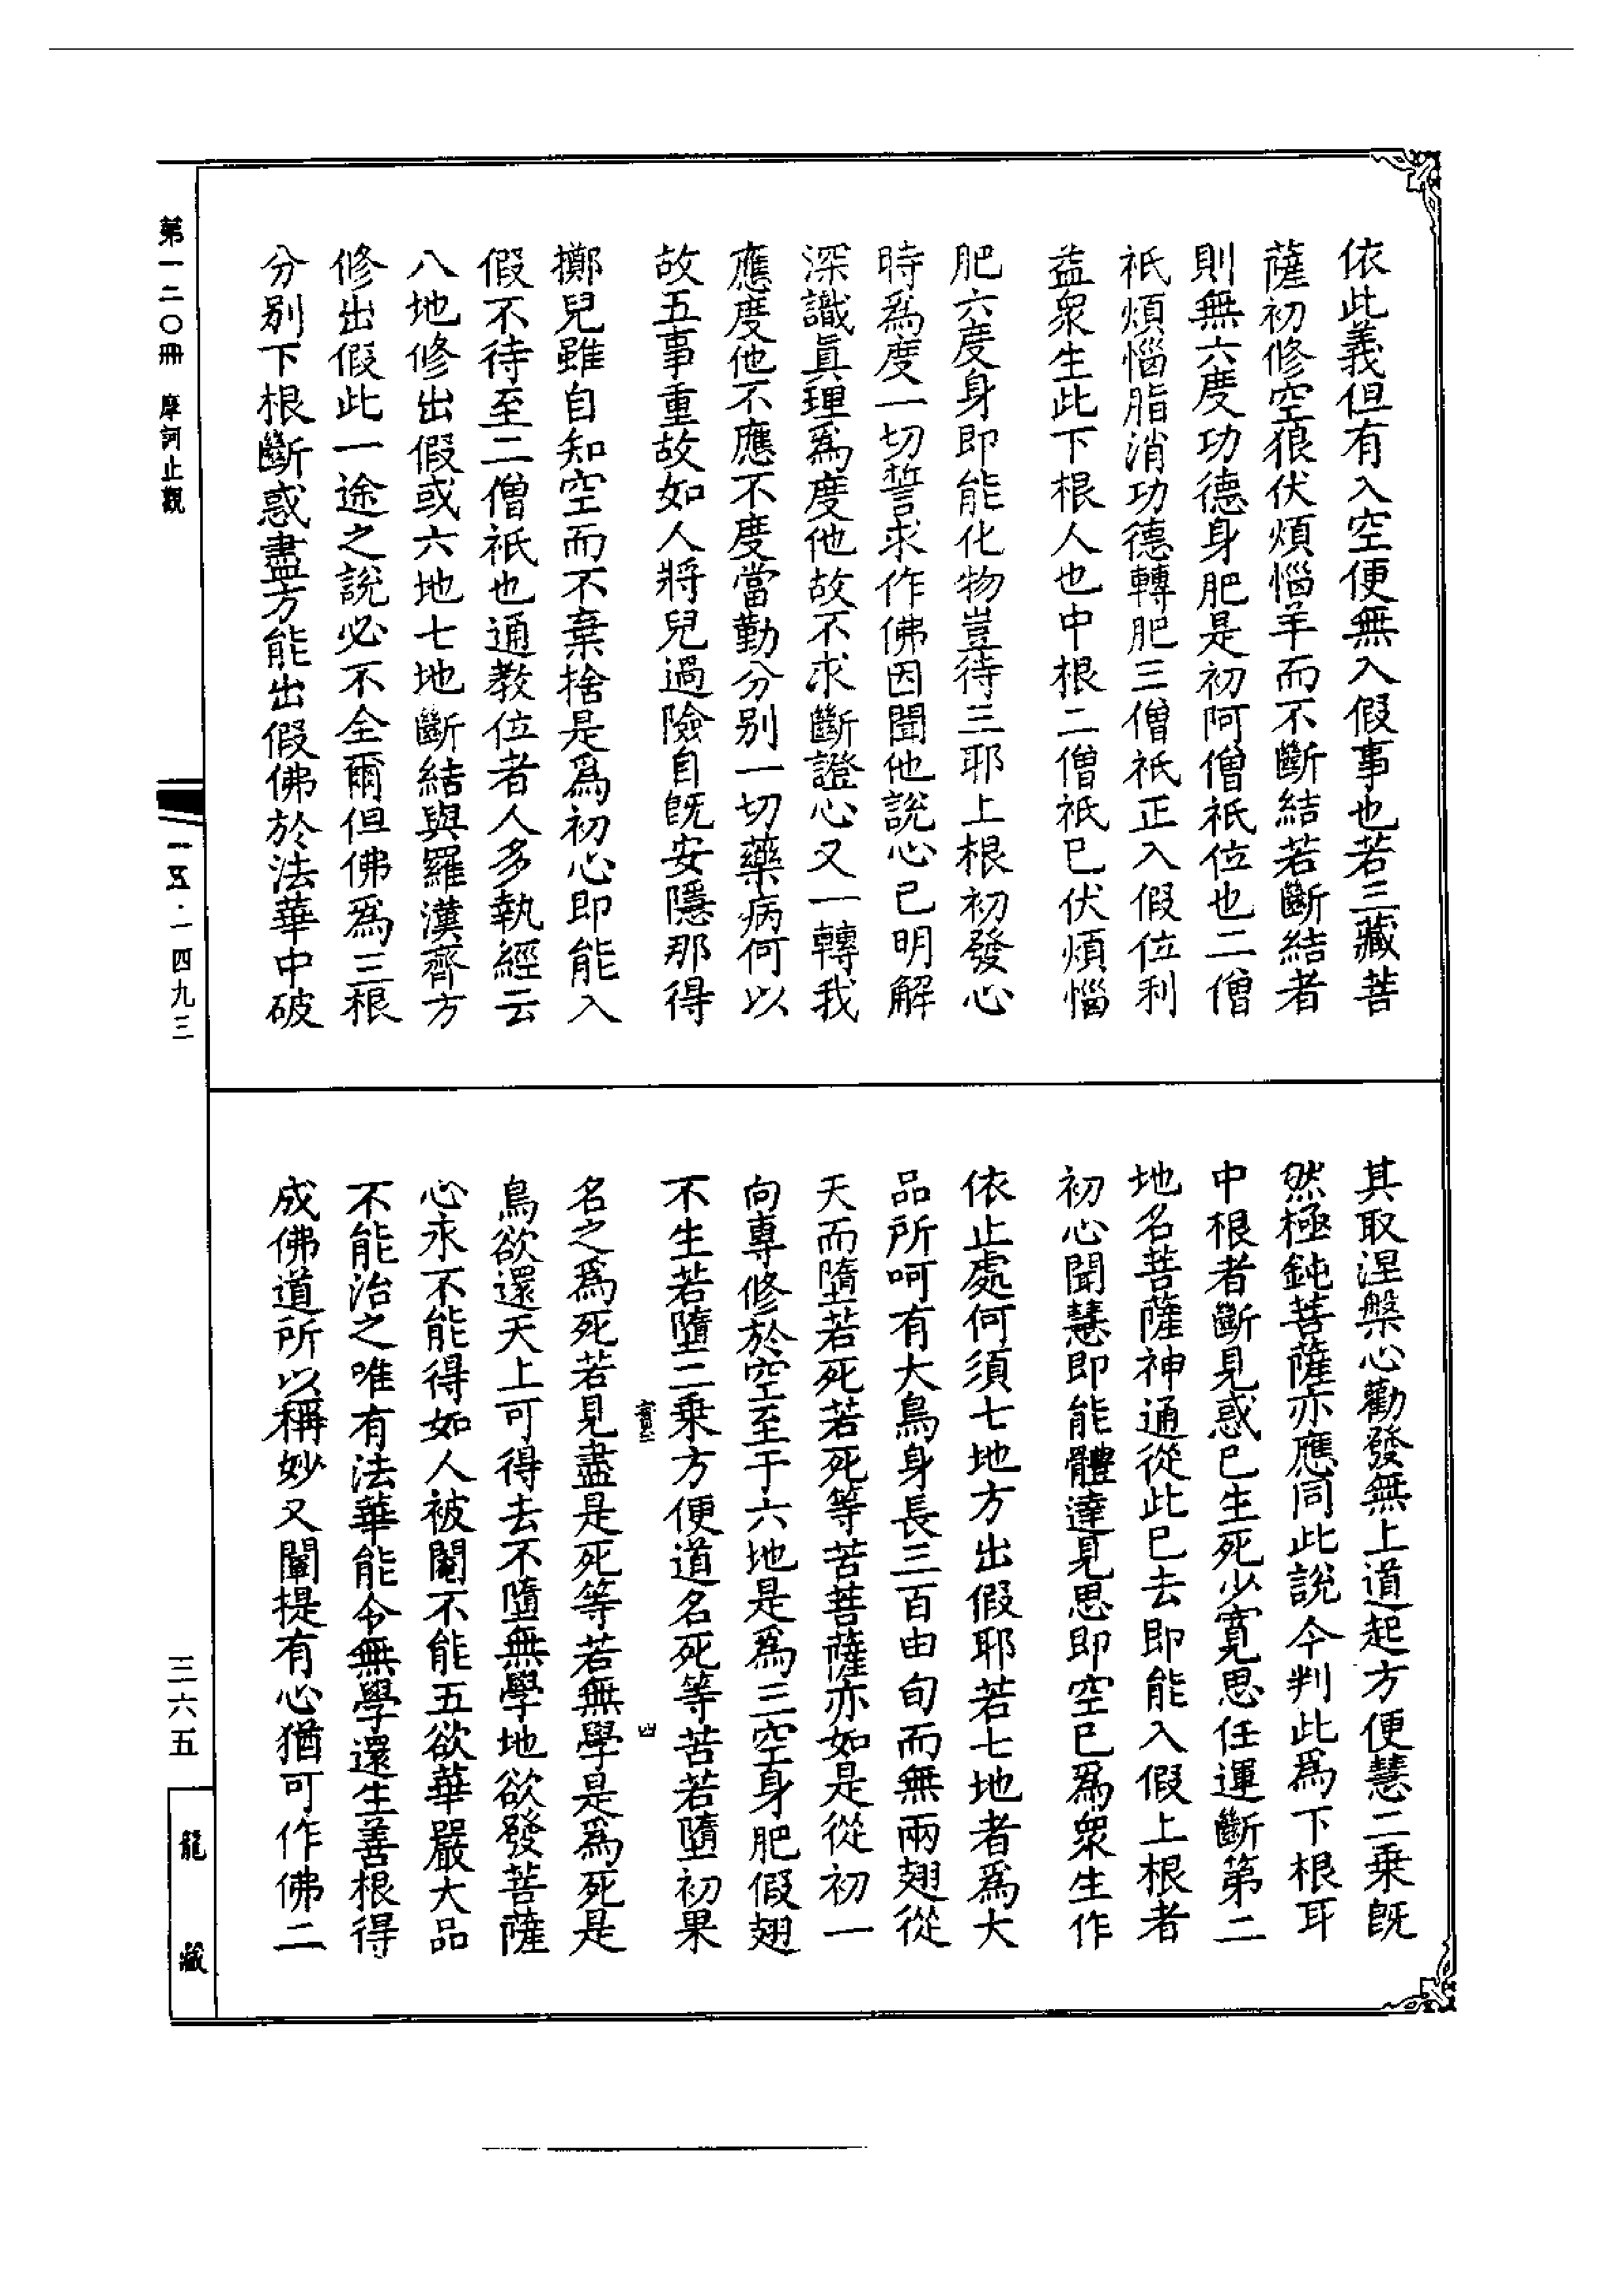 依此義但有入空便無入假事也若三藏菩
薩初修空狼伏煩惱羊而不斷結若斷結者
則無六度功德身肥是初阿僧祇位也二僧
祇煩惱脂消功德轉肥三僧祇正入假位利
益衆生此下根人也中根二僧祇已伏煩惱
肥六度身即能化物豈待三耶上根初發心
時爲度一切誓求作佛因聞他說心已明解
深識眞理爲度他故不求斷證心又一轉我
應度他不應不度當勤分別一切藥病何以
故五事重故如人將兒過險自旣安隱那得
擲兒雖自知空而不棄捨是爲初心即能入
假不待至二僧祇也通教位者人多執經云
八地修出假或六地七地斷結與羅漢齊方
修出假此一途之說必不全爾但佛爲三根
分別下根斷惑盡方能出假佛於法華中破
其取涅槃心勸發無上道起方便慧二乘旣
然極鈍菩薩亦應同此說今判此爲下根耳
中根者斷見惑已生死少寬思任運斷第二
地名菩薩神通從此已去即能入假上根者
初心聞慧即能體達見思即空已爲衆生作
依止處何須七地方出假耶若七地者爲大
品所呵有大鳥身長三百由旬而無兩翅從
天而墮若死若死等苦菩薩亦如是從初一
向專修於空至于六地是爲三空身肥假翅
不生若墮二乘方便道名死等苦若墮初果
名之爲死若見盡是死等若無學是爲死是
鳥欲還天上可得去不墮無學地欲發菩薩
心永不能得如人被閹不能五欲華嚴大品
不能治之唯有法華能令無學還生善根得
成佛道所以稱妙又闡提有心猶可作佛二
四
第一二〇冊 摩訶止觀
一五·一四九三
三六五
龍藏